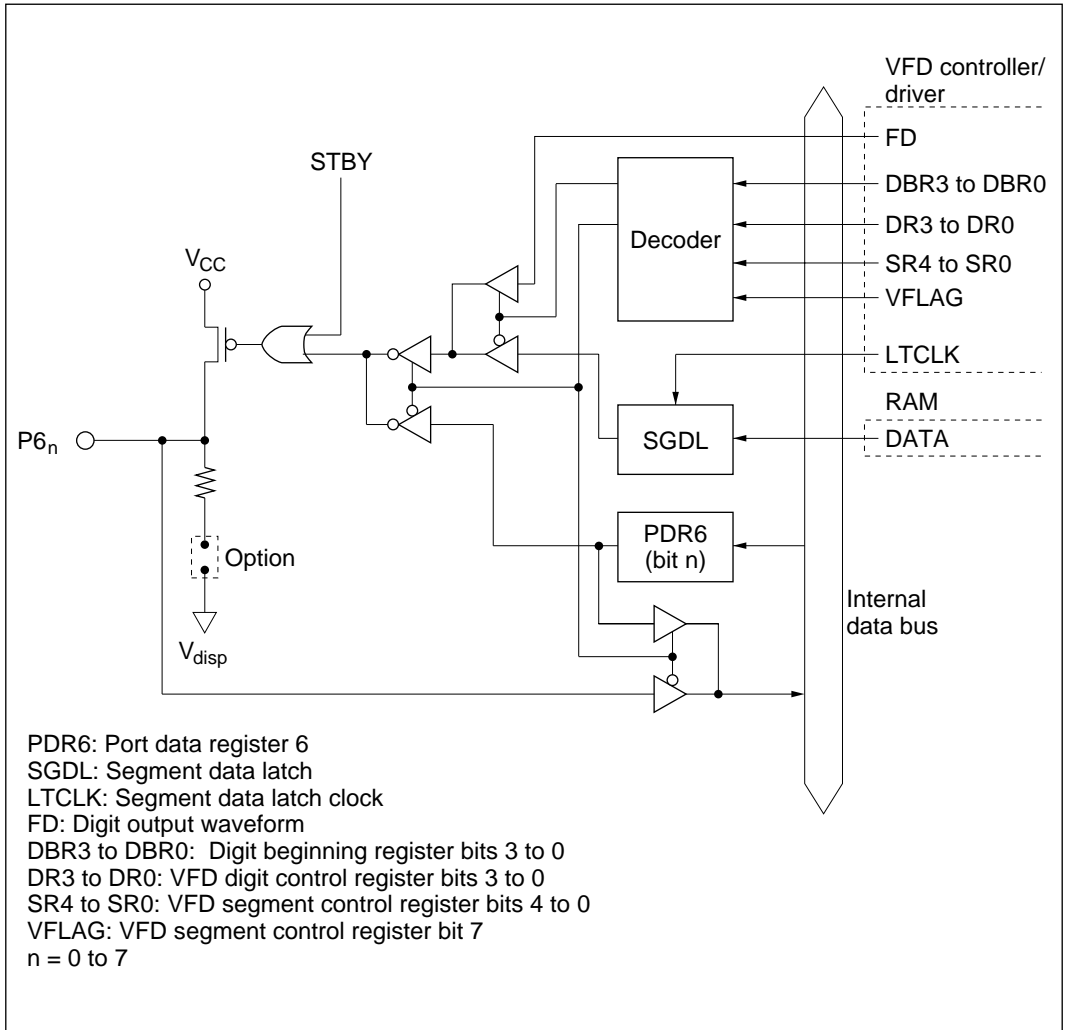 VFD controller/
driver
FD
STBY
DBR3 to DBR0
DR3 to DR0
Decoder
SR4 to SR0
VCC
VFLAG
LTCLK
RAM
P6n
SGDL
DATA
PDR6
(bit n)
Option
Internal
data bus
Vdisp
PDR6: Port data register 6
SGDL: Segment data latch
LTCLK: Segment data latch clock
FD: Digit output waveform
DBR3 to DBR0:  Digit beginning register bits 3 to 0
DR3 to DR0: VFD digit control register bits 3 to 0
SR4 to SR0: VFD segment control register bits 4 to 0
VFLAG: VFD segment control register bit 7
n = 0 to 7